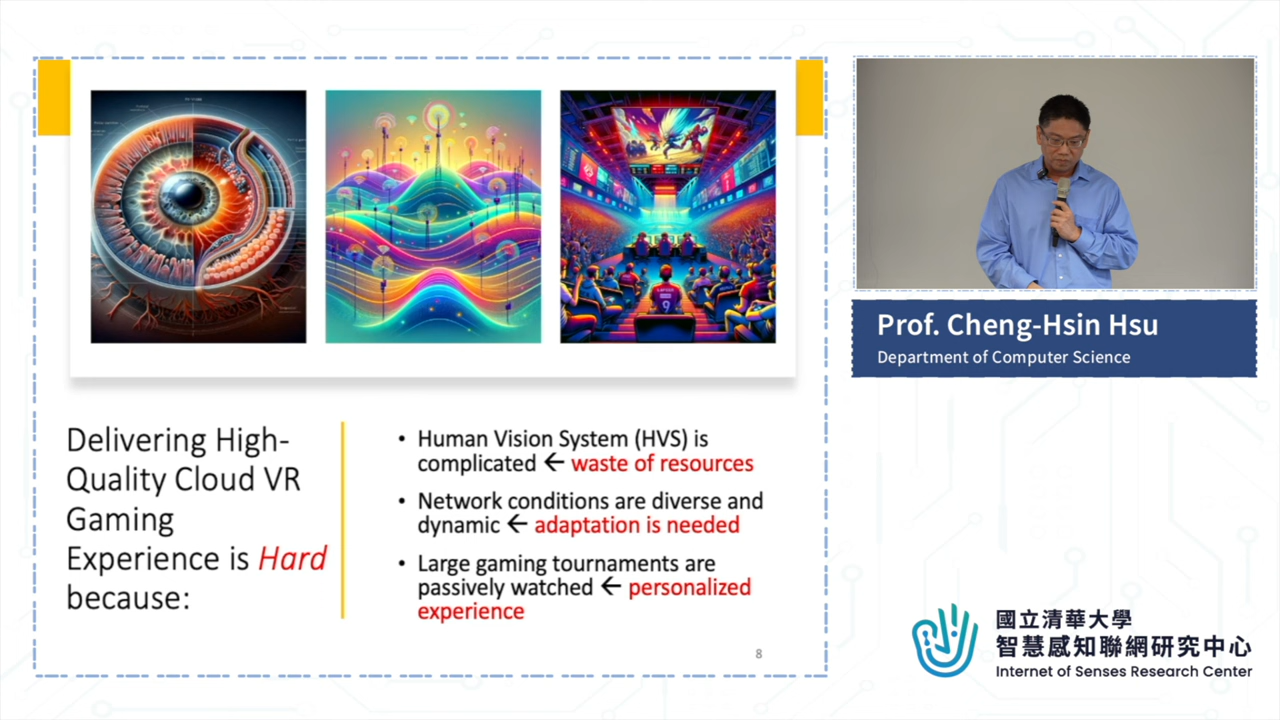 Delivering High-
Quality Cloud VR
Gaming
Experience is Hard
because:
• Human Vision System (HVS) is
complicated ← waste of resources
• Network conditions are diverse and
dynamic ← adaptation is needed
• Large gaming tournaments are
passively watched ← personalized
experience
8
9
Prof. Cheng-Hsin Hsu
Department of Computer Science
國立清華大學
智慧感知聯網研究中心
Internet of Senses Research Center